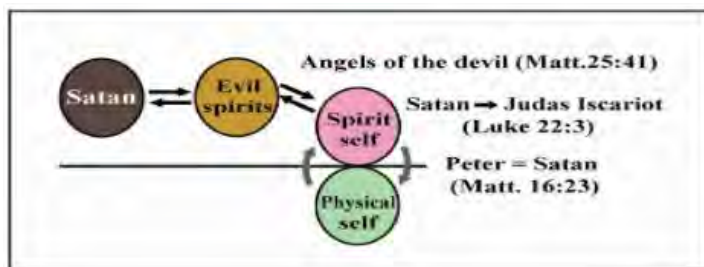 Satan
Evil
spirits
Angels of the devil (Matt.25:41)
Spirit
self
Satan → Judas Iscariot
(Luke 22:3)
Peter = Satan
(Matt. 16:23)
Physical
self